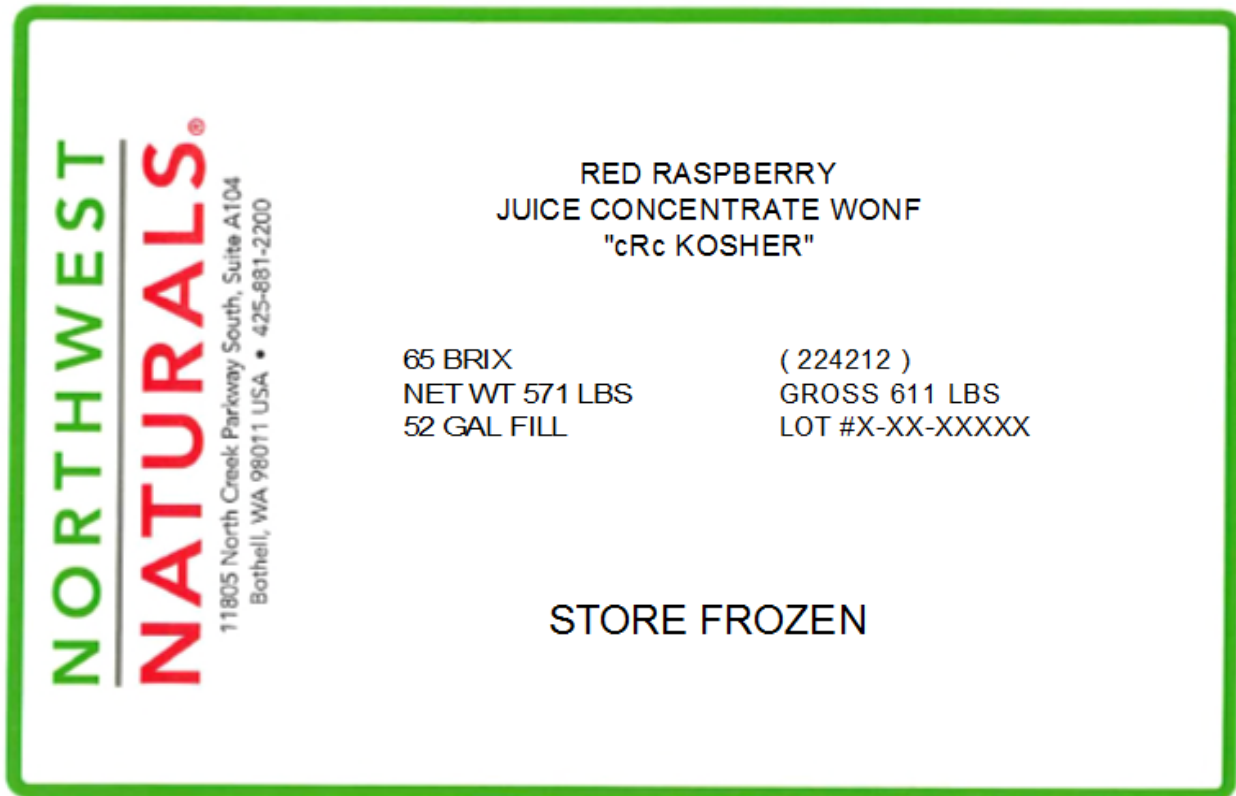 NORTHWEST
NATURALS®
11805 North Creek Parkway South, Suite A104
Bothell, WA 98011 USA • 425-881-2200
RED RASPBERRY
JUICE CONCENTRATE WONF
"cRc KOSHER"
65 BRIX ( 224212 )
NET WT 571 LBS GROSS 611 LBS
52 GAL FILL LOT #X-XX-XXXXX
STORE FROZEN